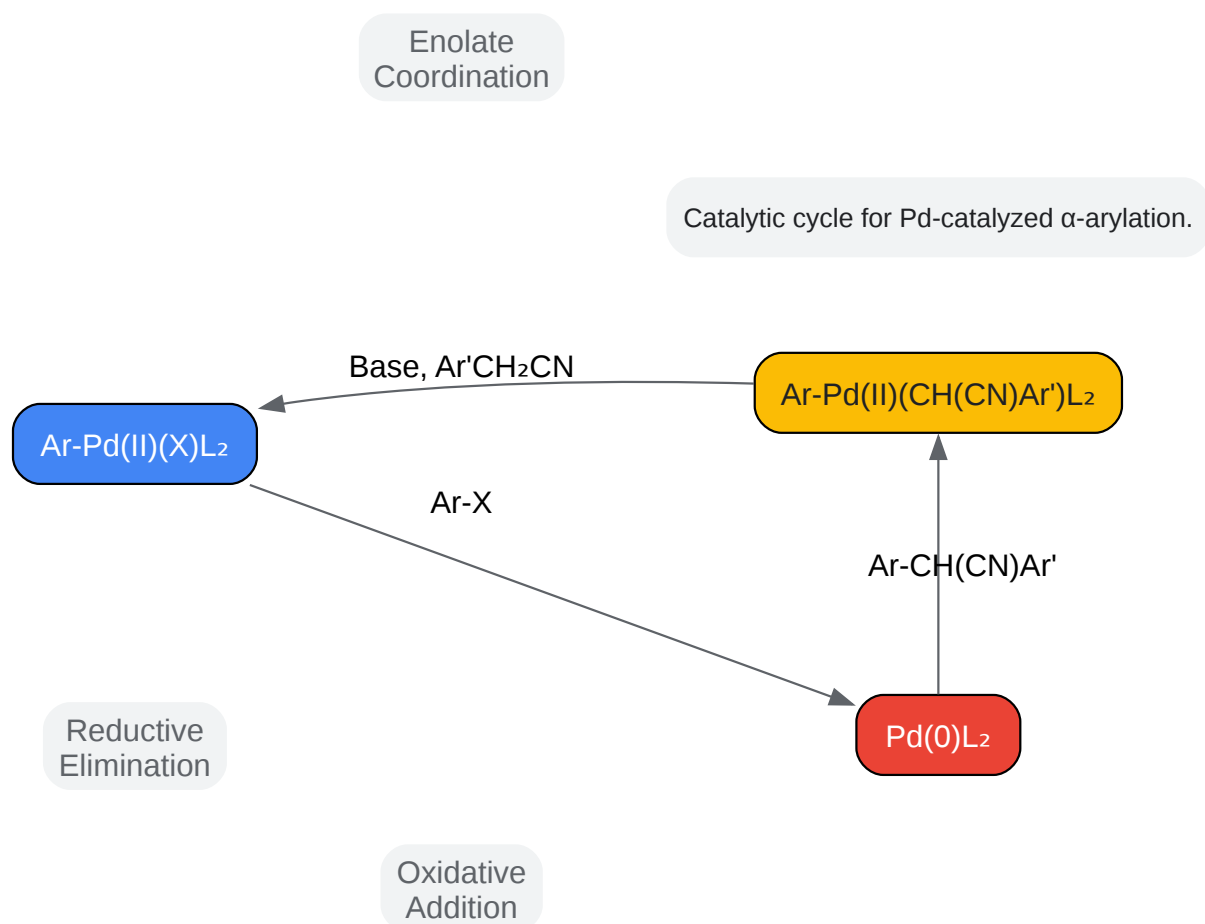 Enolate
Coordination
Catalytic cycle for Pd-catalyzed α-arylation.
Base, Ar'CH₂CN
Ar-Pd(II)(CH(CN)Ar')L₂
Ar-Pd(II)(X)L₂
Ar-X
Ar-CH(CN)Ar'
Reductive
Elimination
Pd(0)L₂
Oxidative
Addition